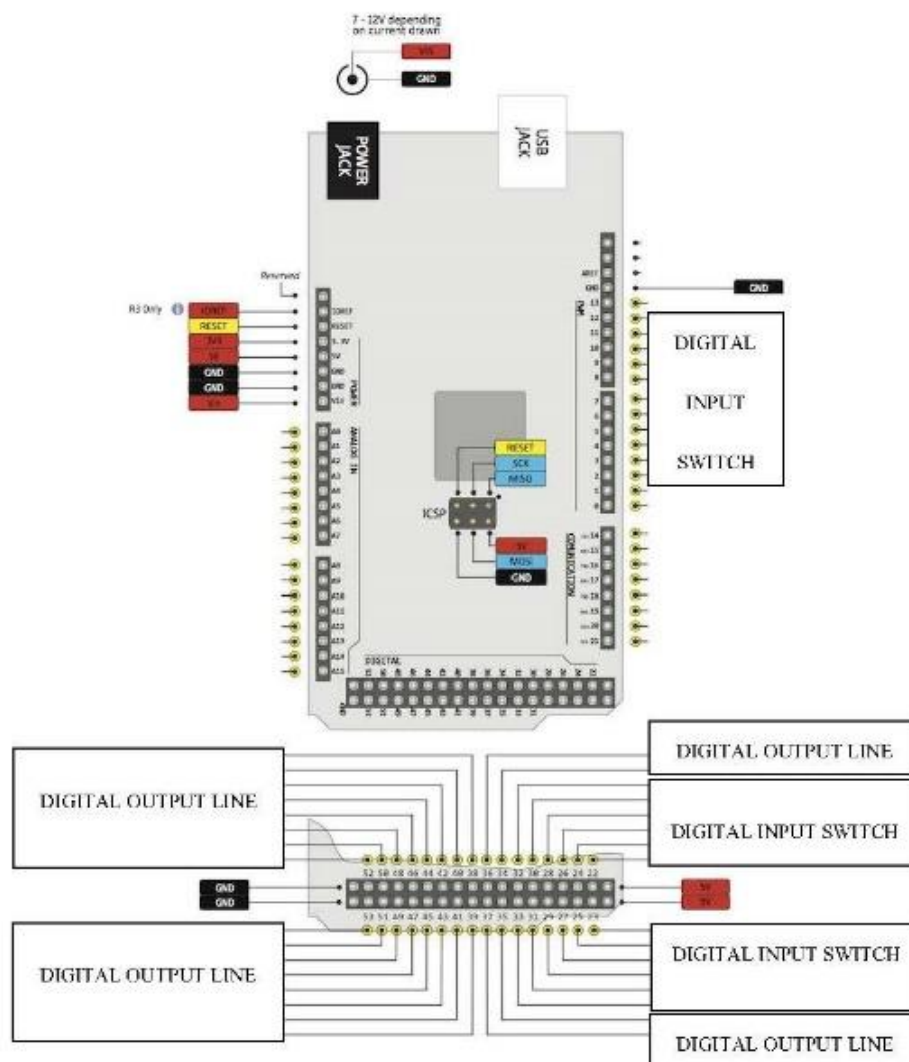 7 - 12V depending
on current drawn
GND
POWER
JACK
USB
JACK
Reserved
AREF
GND
GND
R3 Only
IOREF
IOREF
RESET
RESET
3V3
3.3V
5V
5V
GND
GND
GND
GND
Vin
POWER
PWM
13
12
11
10
9
8
7
6
5
4
3
2
1
0
DIGITAL
INPUT
SWITCH
ANALOG IN
A0
A1
A2
A3
A4
A5
A6
A7
A8
A9
A10
A11
A12
A13
A14
A15
RESET
SCK
MISO
ICSP
5V
MOSI
GND
14
15
16
17
18
19
20
21
DIGITAL
GND
DIGITAL OUTPUT LINE
DIGITAL OUTPUT LINE
DIGITAL INPUT SWITCH
52 50 48 46 44 42 40 38 36 34 32 30 28 26 24 22
GND
GND
5V
5V
53 51 49 47 45 43 41 39 37 35 33 31 29 27 25 23
DIGITAL OUTPUT LINE
DIGITAL INPUT SWITCH
DIGITAL OUTPUT LINE